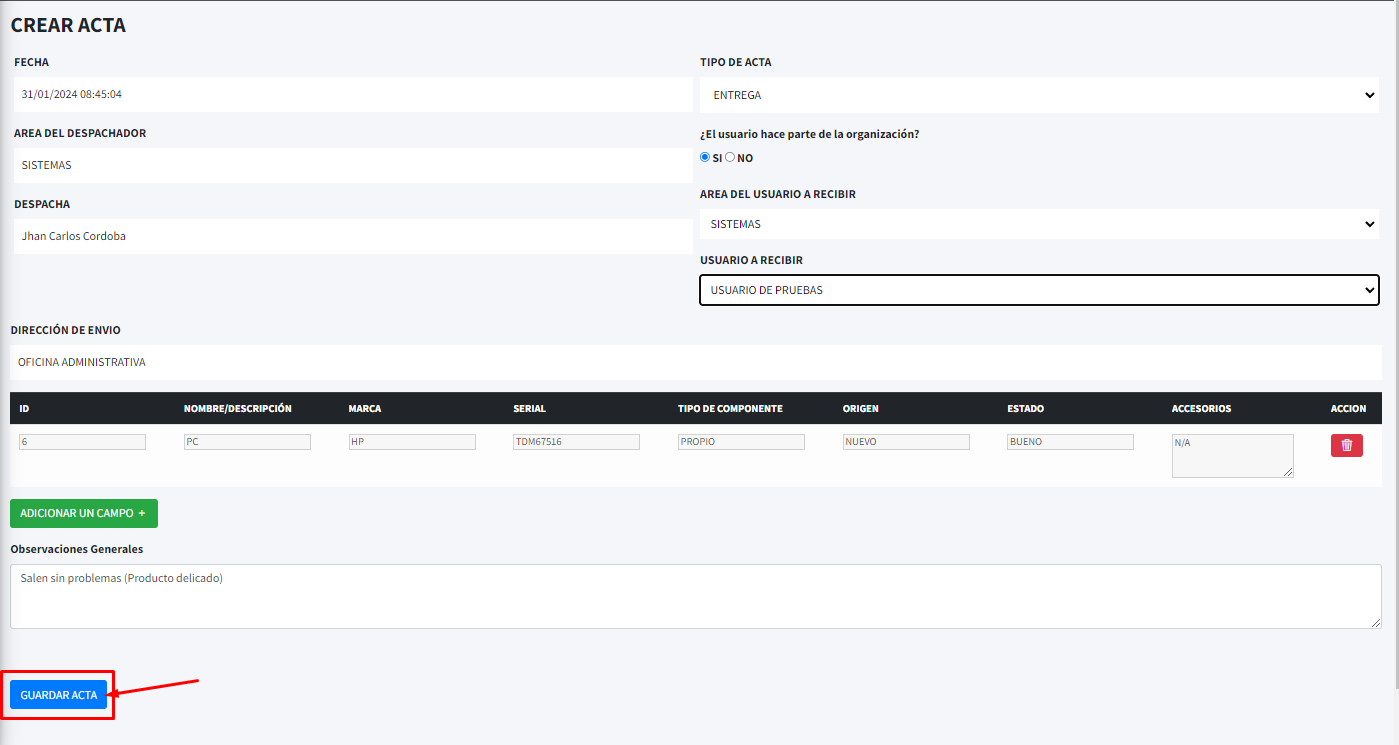 CREAR ACTA
FECHA
31/01/2024 08:45:04
AREA DEL DESPACHADOR
SISTEMAS
DESPACHA
Jhan Carlos Cordoba
TIPO DE ACTA
ENTREGA
¿El usuario hace parte de la organización?
SI NO
AREA DEL USUARIO A RECIBIR
SISTEMAS
USUARIO A RECIBIR
USUARIO DE PRUEBAS
DIRECCIÓN DE ENVIO
OFICINA ADMINISTRATIVA
ID NOMBRE/DESCRIPCIÓN MARCA SERIAL TIPO DE COMPONENTE ORIGEN ESTADO ACCESORIOS ACCION
6 PC HP TDM67516 PROPIO NUEVO BUENO N/A
ADICIONAR UN CAMPO +
Observaciones Generales
Salen sin problemas (Producto delicado)
GUARDAR ACTA